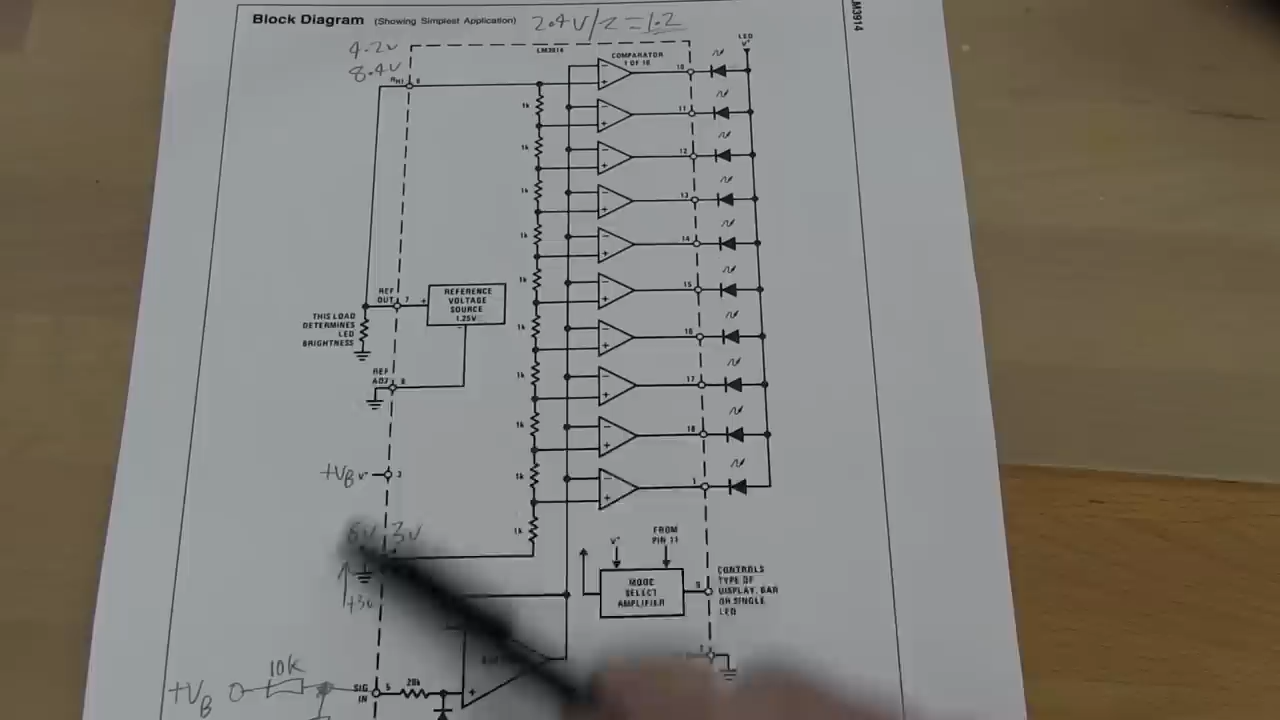 Block Diagram (Showing Simplest Application) 2.4V/2=1.2
LM3914
4.2V
8.4V
LM3914
COMPARATOR
1 OF 10
LED
V+
RHI 6
10
1k
11
1k
12
1k
13
1k
14
1k
15
1k
16
1k
17
1k
18
1k
1
1k
REF
OUT 7 +
REFERENCE
VOLTAGE
SOURCE
1.25V
−
THIS LOAD
DETERMINES
LED
BRIGHTNESS
REF
ADJ 8
+VB V+ 3
6V 3V
+3V
FROM
PIN 11
V+
MODE
SELECT
AMPLIFIER
9
CONTROLS
TYPE OF
DISPLAY, BAR
OR SINGLE
LED
+VB 10k
SIG
IN 5 20k
+